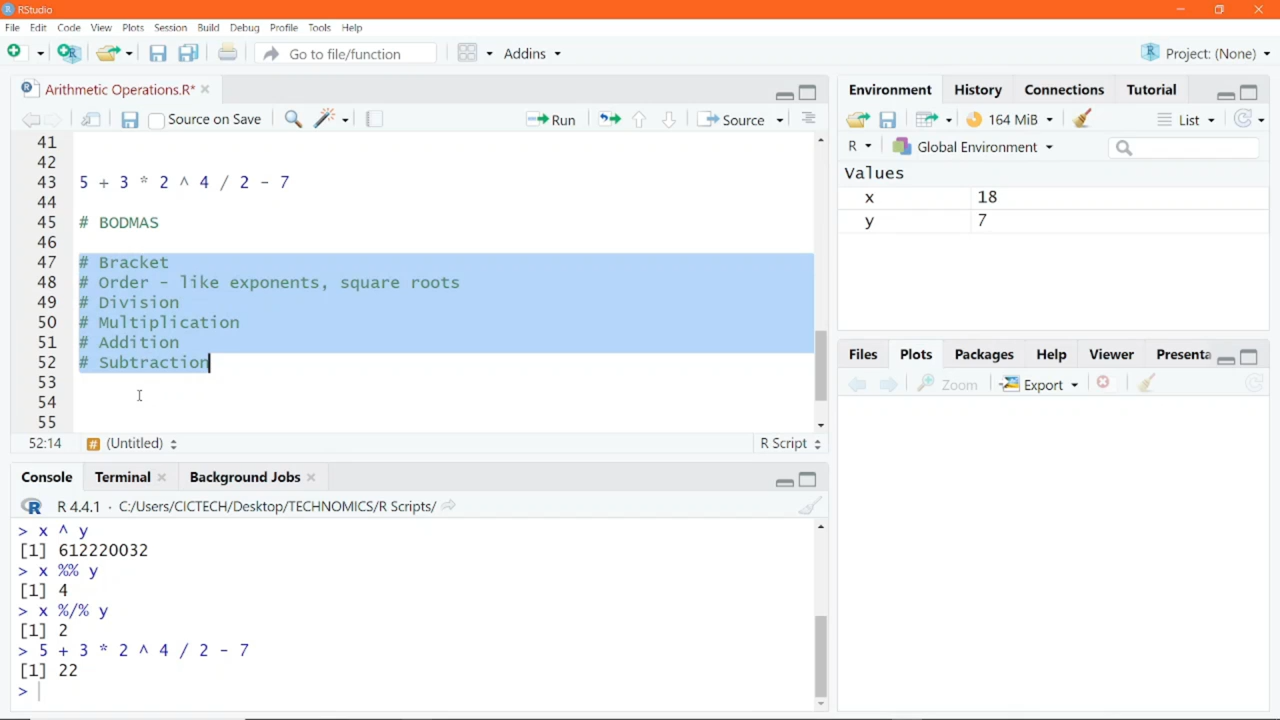 RStudio
File Edit Code View Plots Session Build Debug Profile Tools Help
Go to file/function Addins Project: (None)
Arithmetic Operations.R*
Source on Save Run Source
41
42
43 5 + 3 * 2 ^ 4 / 2 - 7
44
45 # BODMAS
46
47 # Bracket
48 # Order - like exponents, square roots
49 # Division
50 # Multiplication
51 # Addition
52 # Subtraction
53
54
55
52:14 # (Untitled) R Script
Console Terminal Background Jobs
R R 4.4.1 · C:/Users/CICTECH/Desktop/TECHNOMICS/R Scripts/
> x ^ y
[1] 612220032
> x %% y
[1] 4
> x %/% y
[1] 2
> 5 + 3 * 2 ^ 4 / 2 - 7
[1] 22
>
Environment History Connections Tutorial
164 MiB List
R Global Environment
Values
x 18
y 7
Files Plots Packages Help Viewer Presenta
Zoom Export